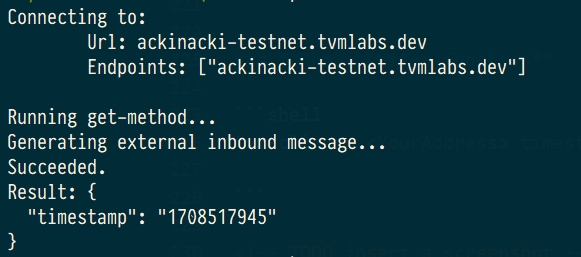 Connecting to:
Url: ackinacki-testnet.tvmlabs.dev
Endpoints: ["ackinacki-testnet.tvmlabs.dev"]
Running get-method...
Generating external inbound message...
Succeeded.
Result: {
"timestamp": "1708517945"
}